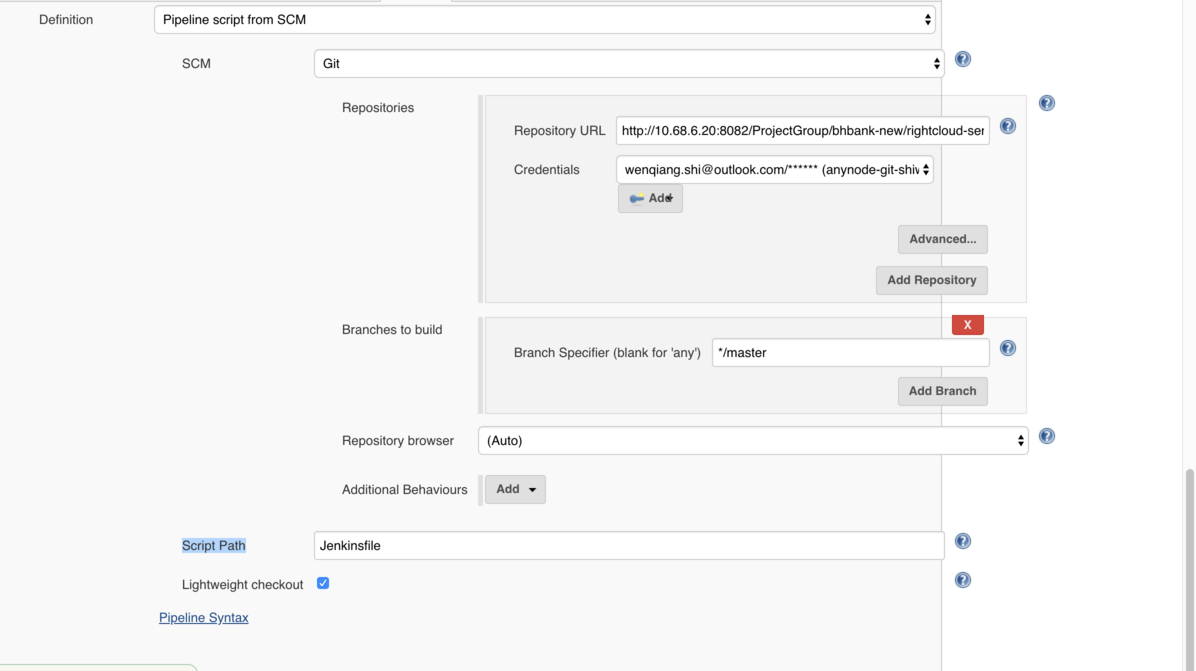 Definition
Pipeline script from SCM
SCM
Git
Repositories
Repository URL
http://10.68.6.20:8082/ProjectGroup/bhbank-new/rightcloud-ser
Credentials
wenqiang.shi@outlook.com/****** (anynode-git-shiw
Add
Advanced...
Add Repository
Branches to build
X
Branch Specifier (blank for 'any')
*/master
Add Branch
Repository browser
(Auto)
Additional Behaviours
Add
Script Path
Jenkinsfile
Lightweight checkout
Pipeline Syntax